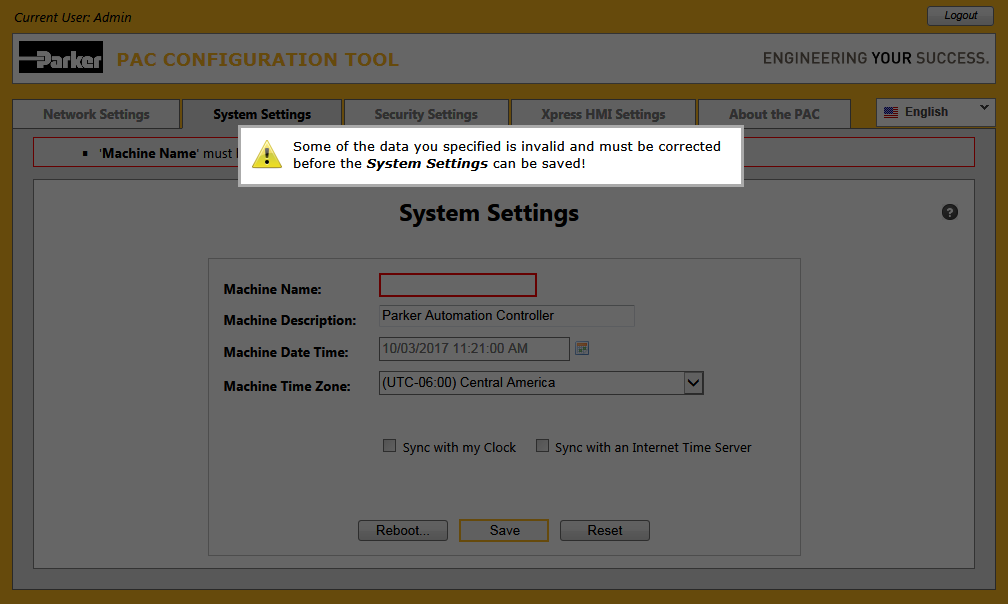 Current User: Admin
Logout
Parker
PAC CONFIGURATION TOOL
ENGINEERING YOUR SUCCESS.
Network Settings
System Settings
Security Settings
Xpress HMI Settings
About the PAC
English
'Machine Name' must
Some of the data you specified is invalid and must be corrected
before the System Settings can be saved!
System Settings
?
Machine Name:
Machine Description:
Parker Automation Controller
Machine Date Time:
10/03/2017 11:21:00 AM
Machine Time Zone:
(UTC-06:00) Central America
Sync with my Clock
Sync with an Internet Time Server
Reboot...
Save
Reset